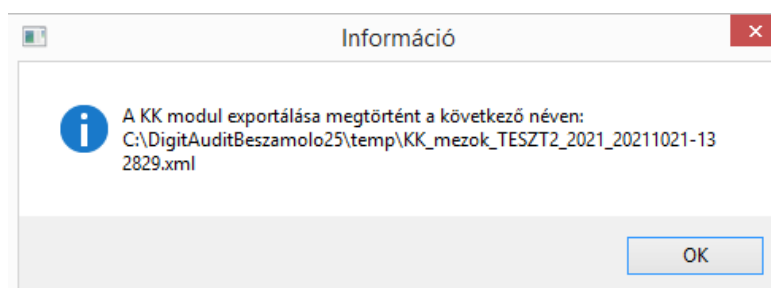 Információ
A KK modul exportálása megtörtént a következő néven:
C:\DigitAuditBeszamolo25\temp\KK_mezok_TESZT2_2021_20211021-13
2829.xml
OK